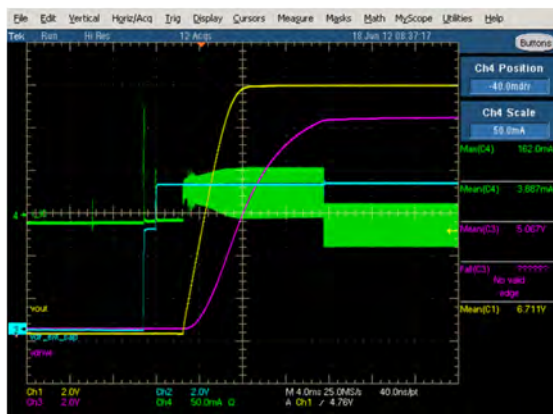 File Edit Vertical Horiz/Acq Trig Display Cursors Measure Masks Math MyScope Utilities Help
Tek Run Hi Res 12 Acqs 18 Jun 12 08:37:17
Buttons
Ch4 Position
-40.0mdiv
Ch4 Scale
50.0mA
Max(C4) 162.0mA
Mean(C4) 3.887mA
Mean(C3) 5.067V
Fall(C3) ??????
No valid
edge
Mean(C1) 6.711V
vout
vdrive
Ch1 2.0V Ch2 2.0V M 4.0ms 25.0MS/s 40.0ns/pt
Ch3 2.0V Ch4 50.0mA Ω A Ch1 / 4.76V